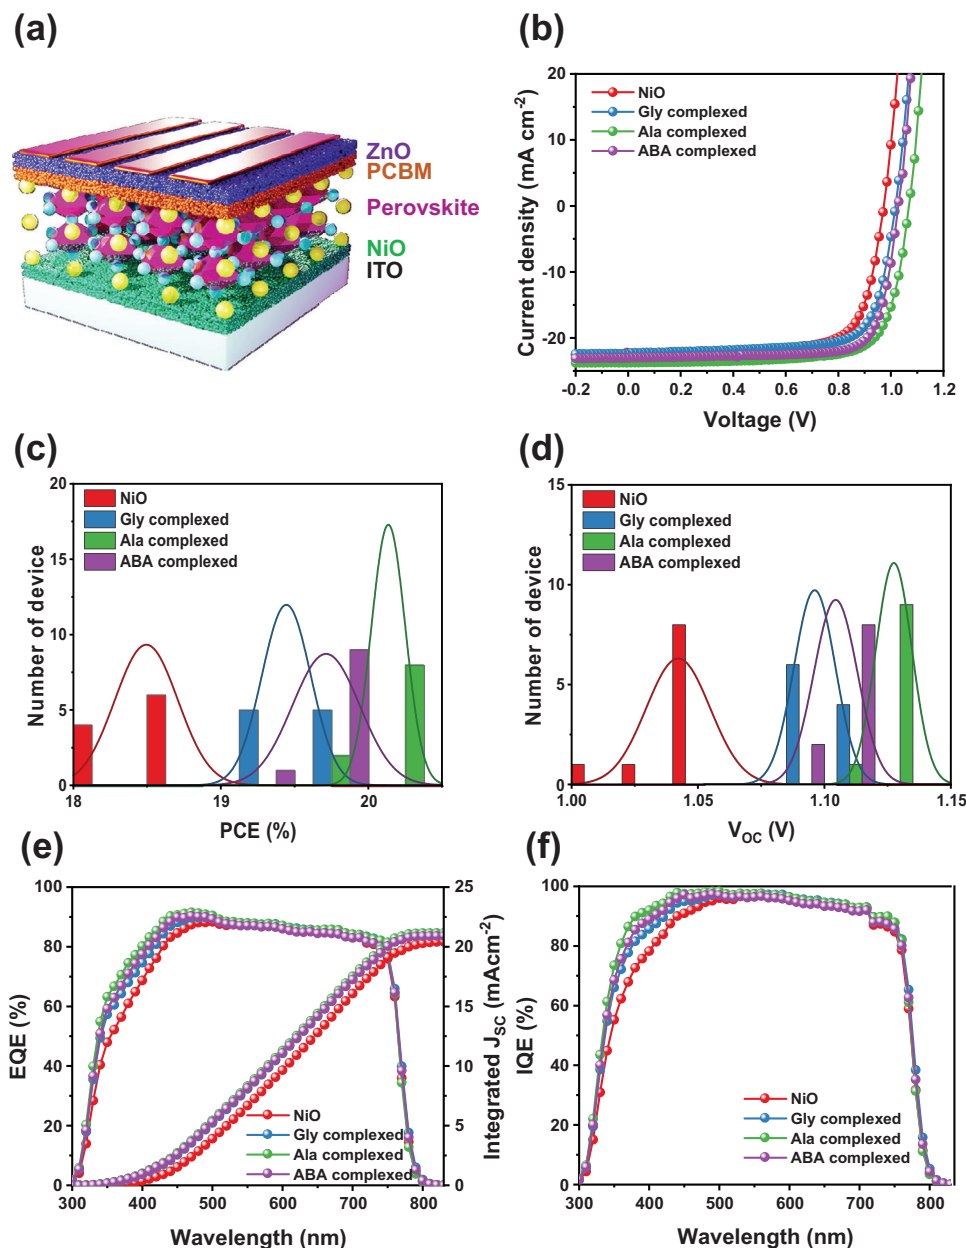 (a)
ZnO
PCBM
Perovskite
NiO
ITO
(b)
Current density (mA cm⁻²)
20
10
0
-10
-20
NiO
Gly complexed
Ala complexed
ABA complexed
-0.2 0.0 0.2 0.4 0.6 0.8 1.0 1.2
Voltage (V)
(c)
Number of device
20
15
10
5
0
NiO
Gly complexed
Ala complexed
ABA complexed
18 19 20
PCE (%)
(d)
Number of device
15
10
5
0
NiO
Gly complexed
Ala complexed
ABA complexed
1.00 1.05 1.10 1.15
V_OC (V)
(e)
EQE (%)
100
80
60
40
20
0
NiO
Gly complexed
Ala complexed
ABA complexed
25
20
15
10
5
0
Integrated J_SC (mAcm⁻²)
300 400 500 600 700 800
Wavelength (nm)
(f)
IQE (%)
100
80
60
40
20
0
NiO
Gly complexed
Ala complexed
ABA complexed
300 400 500 600 700 800
Wavelength (nm)